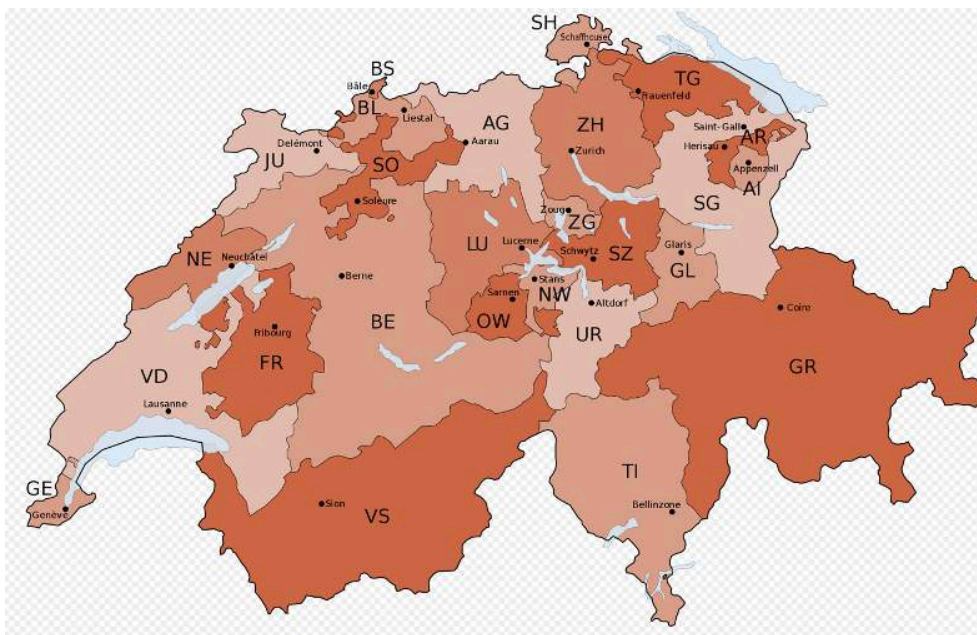 SH
Schaffhouse
BS
Bâle
TG
BL
Frauenfeld
Liestal
AG
ZH
Saint-Gall
AR
Delémont
Aarau
Zurich
Herisau
JU
SO
Appenzell
AI
Soleure
SG
Zoug
ZG
NE
LU
Lucerne
Glaris
Neuchâtel
Schwytz
SZ
GL
Berne
Stans
Sarnen
NW
Altdorf
Coire
Fribourg
BE
OW
UR
FR
GR
VD
Lausanne
TI
GE
Genève
Sion
VS
Bellinzone